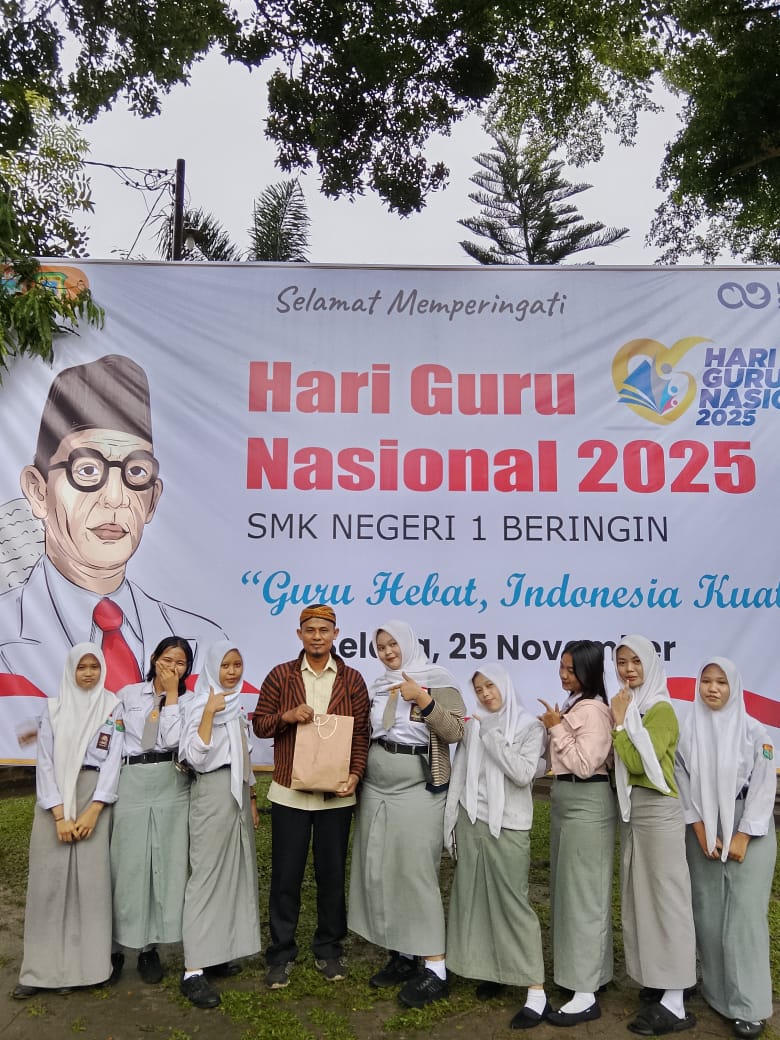 Selamat Memperingati
Hari Guru
Nasional 2025
HARI
GURU
NASIO
2025
SMK NEGERI 1 BERINGIN
“Guru Hebat, Indonesia Kuat
25 November